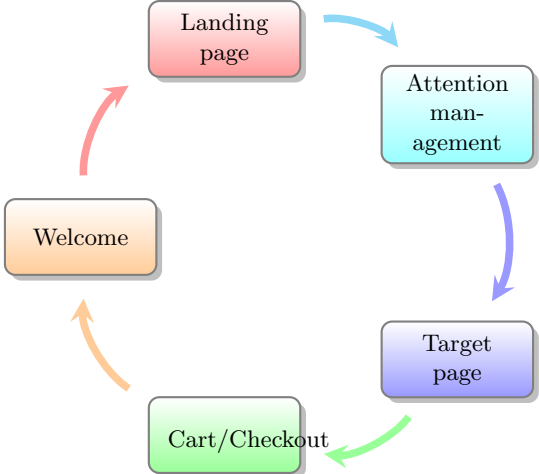 Landing
page
Attention
man-
agement
Welcome
Target
page
Cart/Checkout